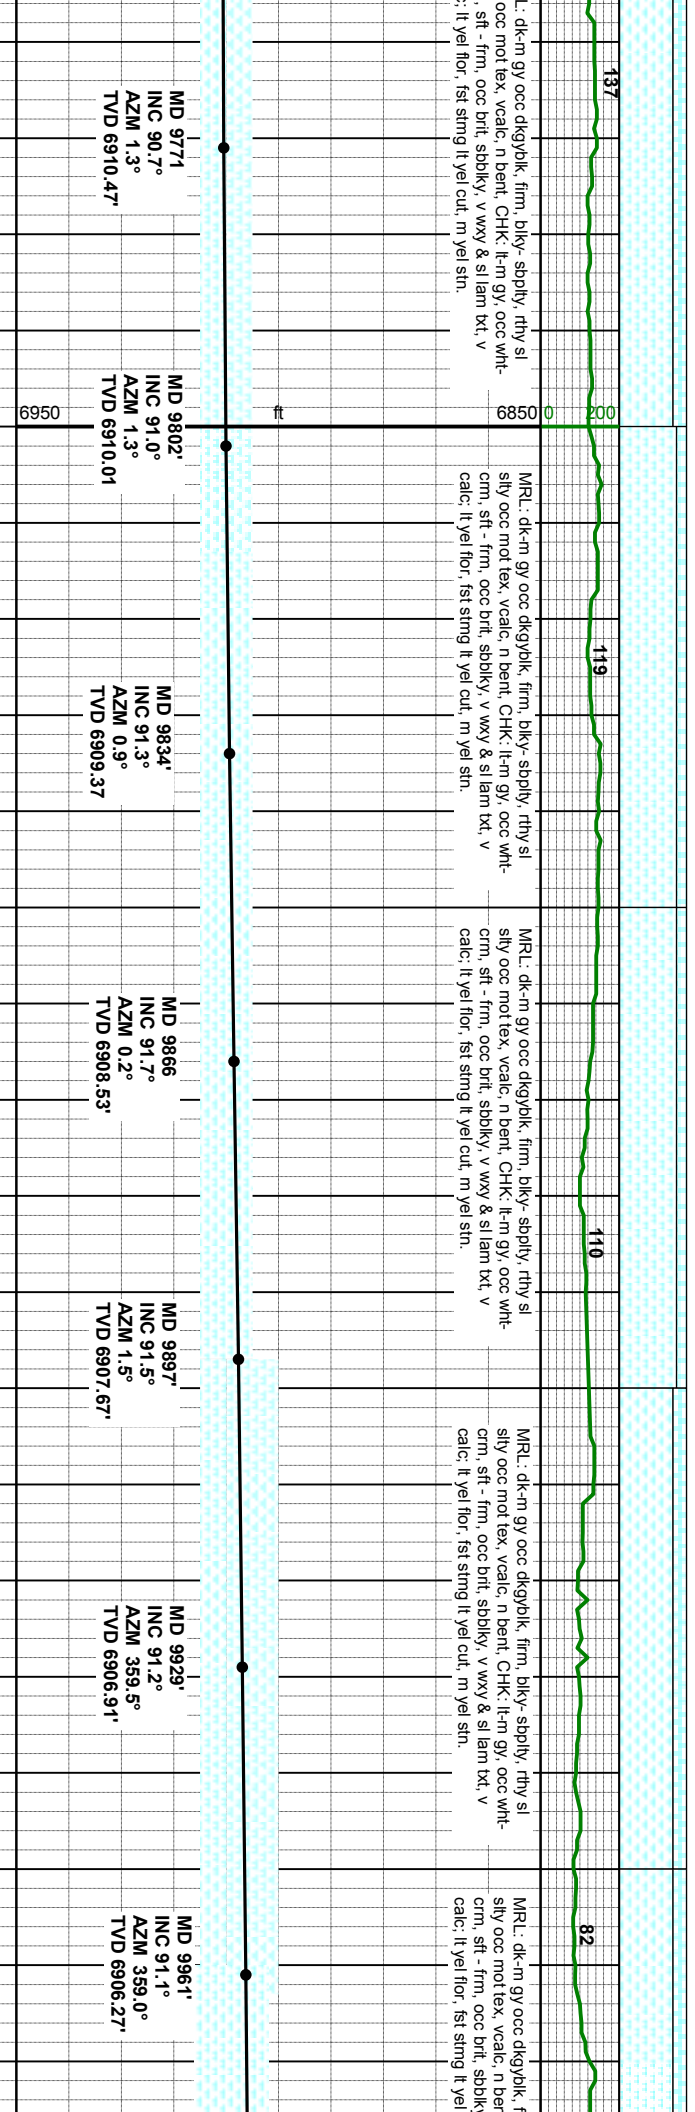 L: dk-m gy occ dkgyblk, firm, blky- sbplty, rthy sl
occ mot tex, vcalc, n bent, CHK: lt-m gy, occ wht-
, sft - frm, occ brit, sbblky, v wxy & sl lam txt, v
; lt yel flor, fst stmg lt yel cut, m yel stn.
137
MD 9771
INC 90.7°
AZM 1.3°
TVD 6910.47'
6950
ft
6850
0
200
MD 9802'
INC 91.0°
AZM 1.3°
TVD 6910.01
MRL: dk-m gy occ dkgyblk, firm, blky- sbplty, rthy sl
slty occ mot tex, vcalc, n bent, CHK: lt-m gy, occ wht-
crm, sft - frm, occ brit, sbblky, v wxy & sl lam txt, v
calc; lt yel flor, fst stmg lt yel cut, m yel stn.
119
MD 9834'
INC 91.3°
AZM 0.9°
TVD 6909.37
MRL: dk-m gy occ dkgyblk, firm, blky- sbplty, rthy sl
slty occ mot tex, vcalc, n bent, CHK: lt-m gy, occ wht-
crm, sft - frm, occ brit, sbblky, v wxy & sl lam txt, v
calc; lt yel flor, fst stmg lt yel cut, m yel stn.
MD 9866
INC 91.7°
AZM 0.2°
TVD 6908.53'
110
MD 9897'
INC 91.5°
AZM 1.5°
TVD 6907.67'
MRL: dk-m gy occ dkgyblk, firm, blky- sbplty, rthy sl
slty occ mot tex, vcalc, n bent, CHK: lt-m gy, occ wht-
crm, sft - frm, occ brit, sbblky, v wxy & sl lam txt, v
calc; lt yel flor, fst stmg lt yel cut, m yel stn.
MD 9929'
INC 91.2°
AZM 359.5°
TVD 6906.91'
MRL: dk-m gy occ dkgyblk, f
slty occ mot tex, vcalc, n ber
crm, sft - frm, occ brit, sbblky
calc; lt yel flor, fst stmg lt yel
82
MD 9961'
INC 91.1°
AZM 359.0°
TVD 6906.27'